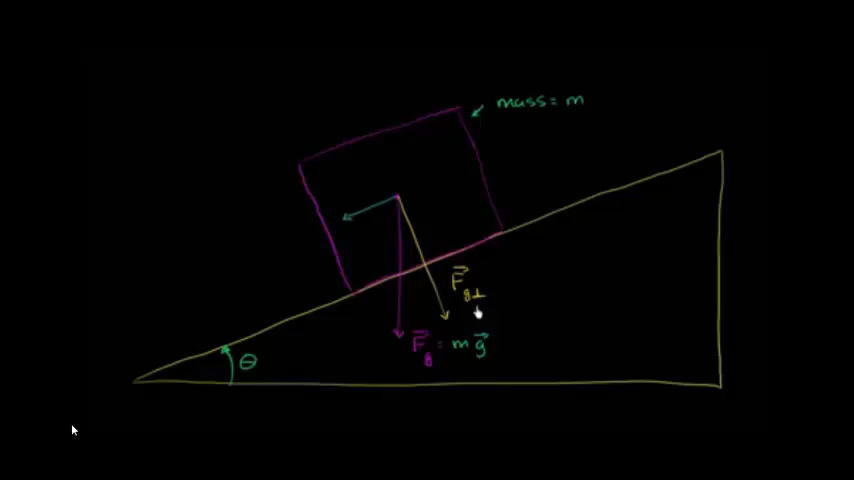 mass = m
F⃗g⊥
F⃗g = mg⃗
θ